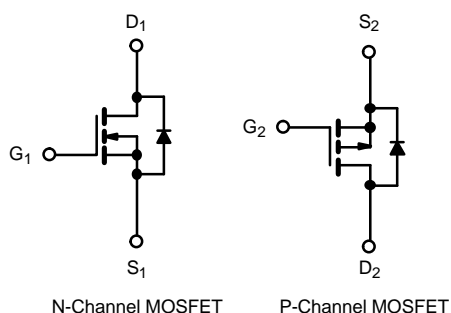 D1 S2
G1 G2
S1 D2
N-Channel MOSFET P-Channel MOSFET